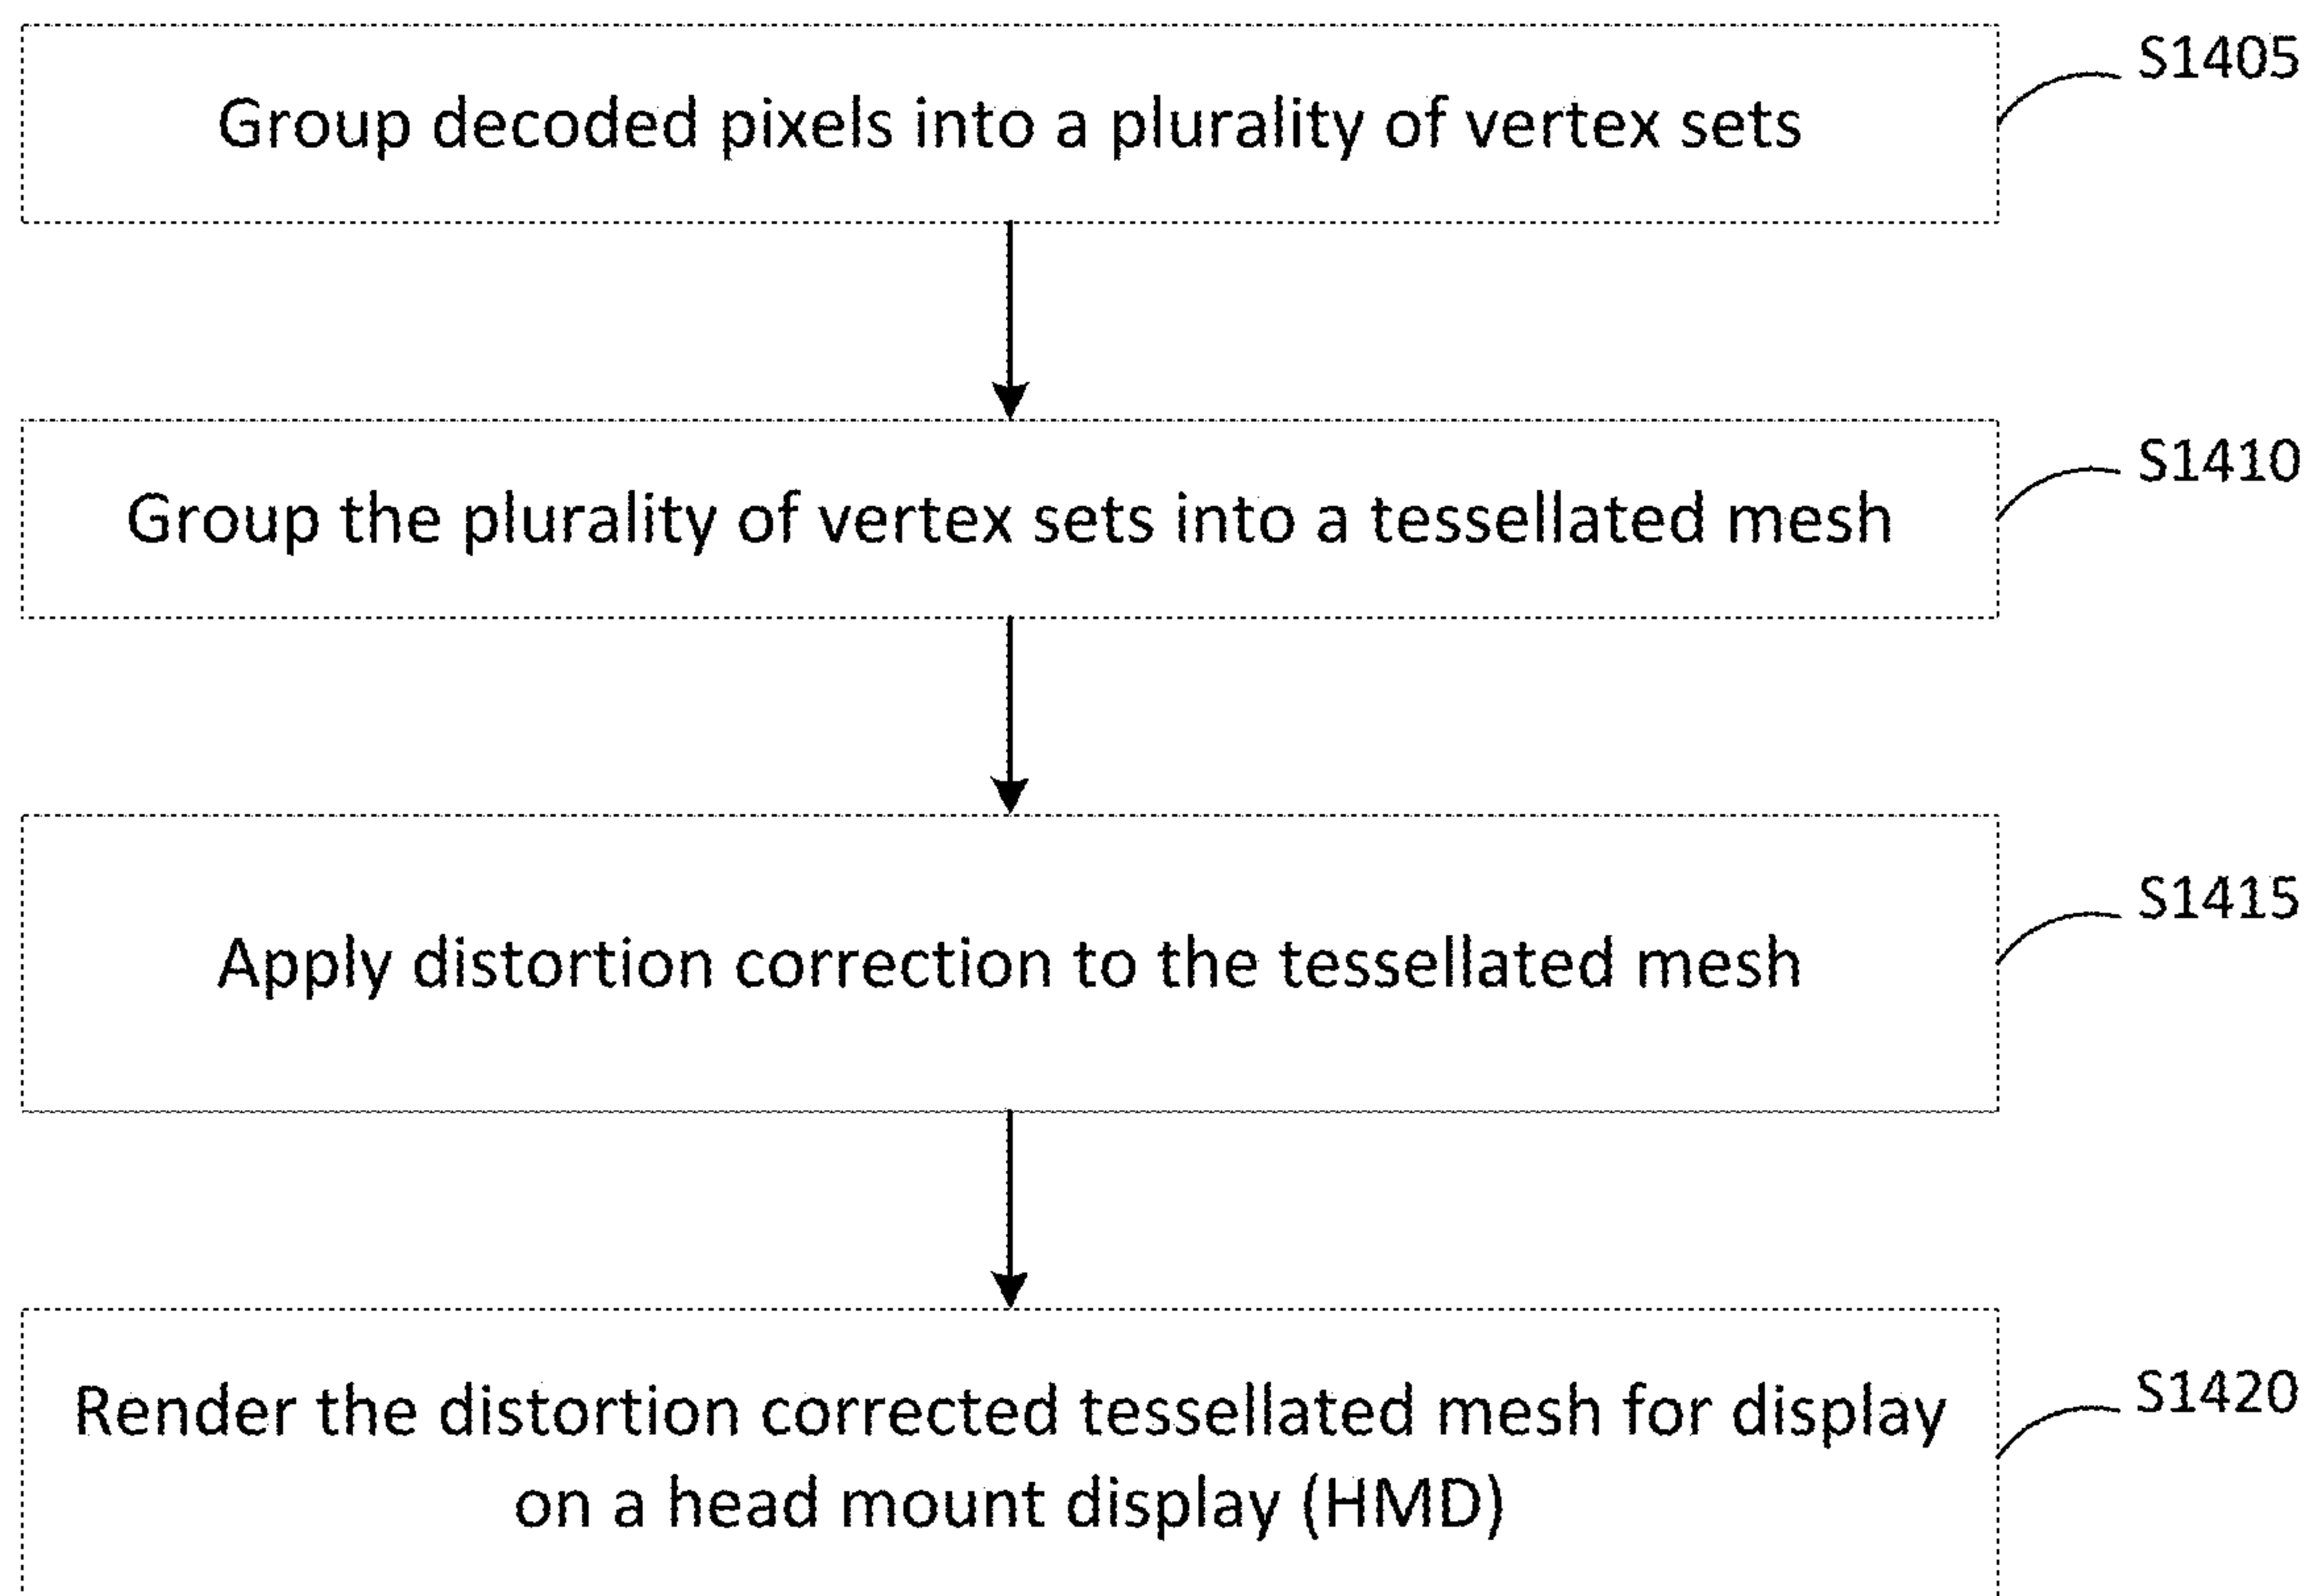 Group decoded pixels into a plurality of vertex sets
S1405
Group the plurality of vertex sets into a tessellated mesh
S1410
Apply distortion correction to the tessellated mesh
S1415
Render the distortion corrected tessellated mesh for display
on a head mount display (HMD)
S1420